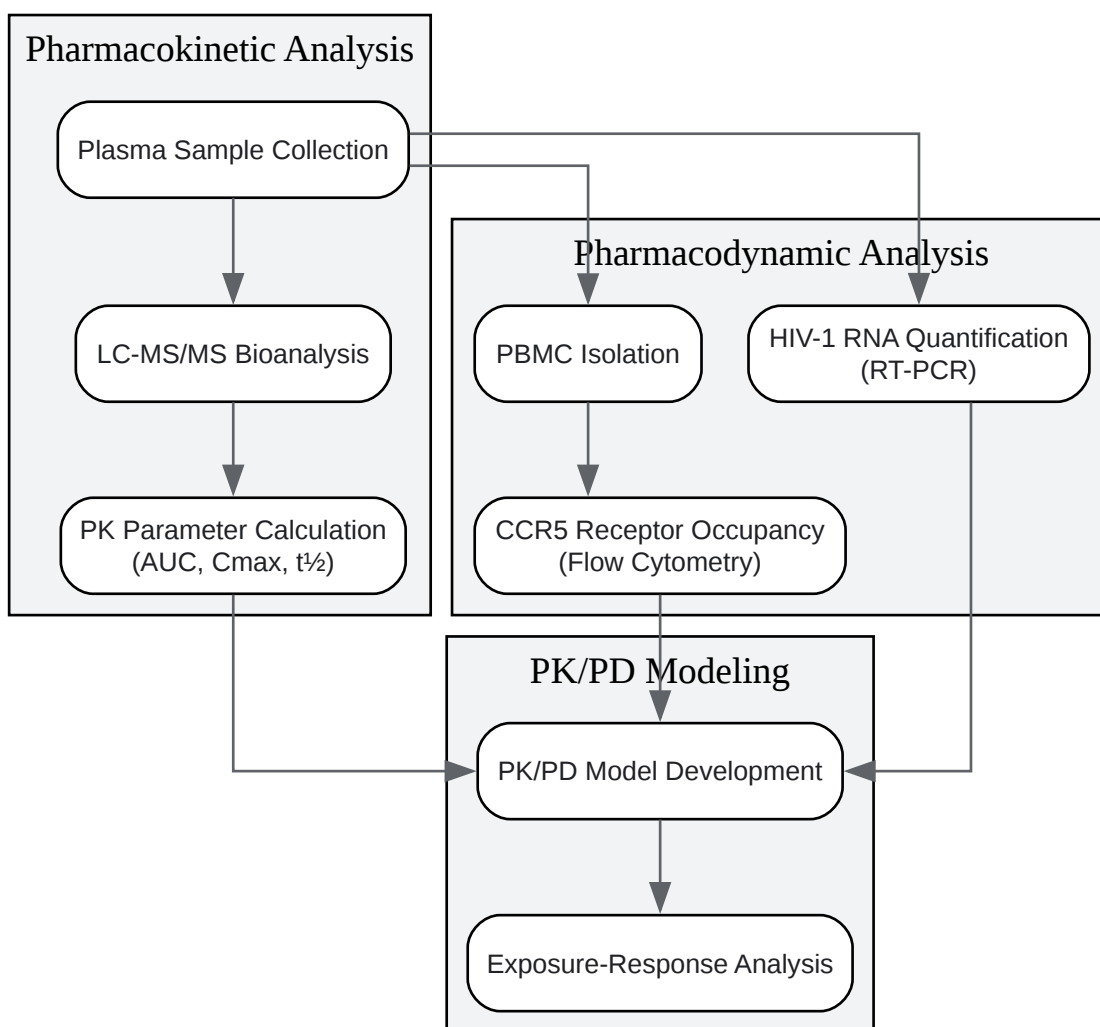 Pharmacokinetic Analysis
Plasma Sample Collection
LC-MS/MS Bioanalysis
PK Parameter Calculation
(AUC, Cmax, t½)
Pharmacodynamic Analysis
PBMC Isolation
HIV-1 RNA Quantification
(RT-PCR)
CCR5 Receptor Occupancy
(Flow Cytometry)
PK/PD Modeling
PK/PD Model Development
Exposure-Response Analysis